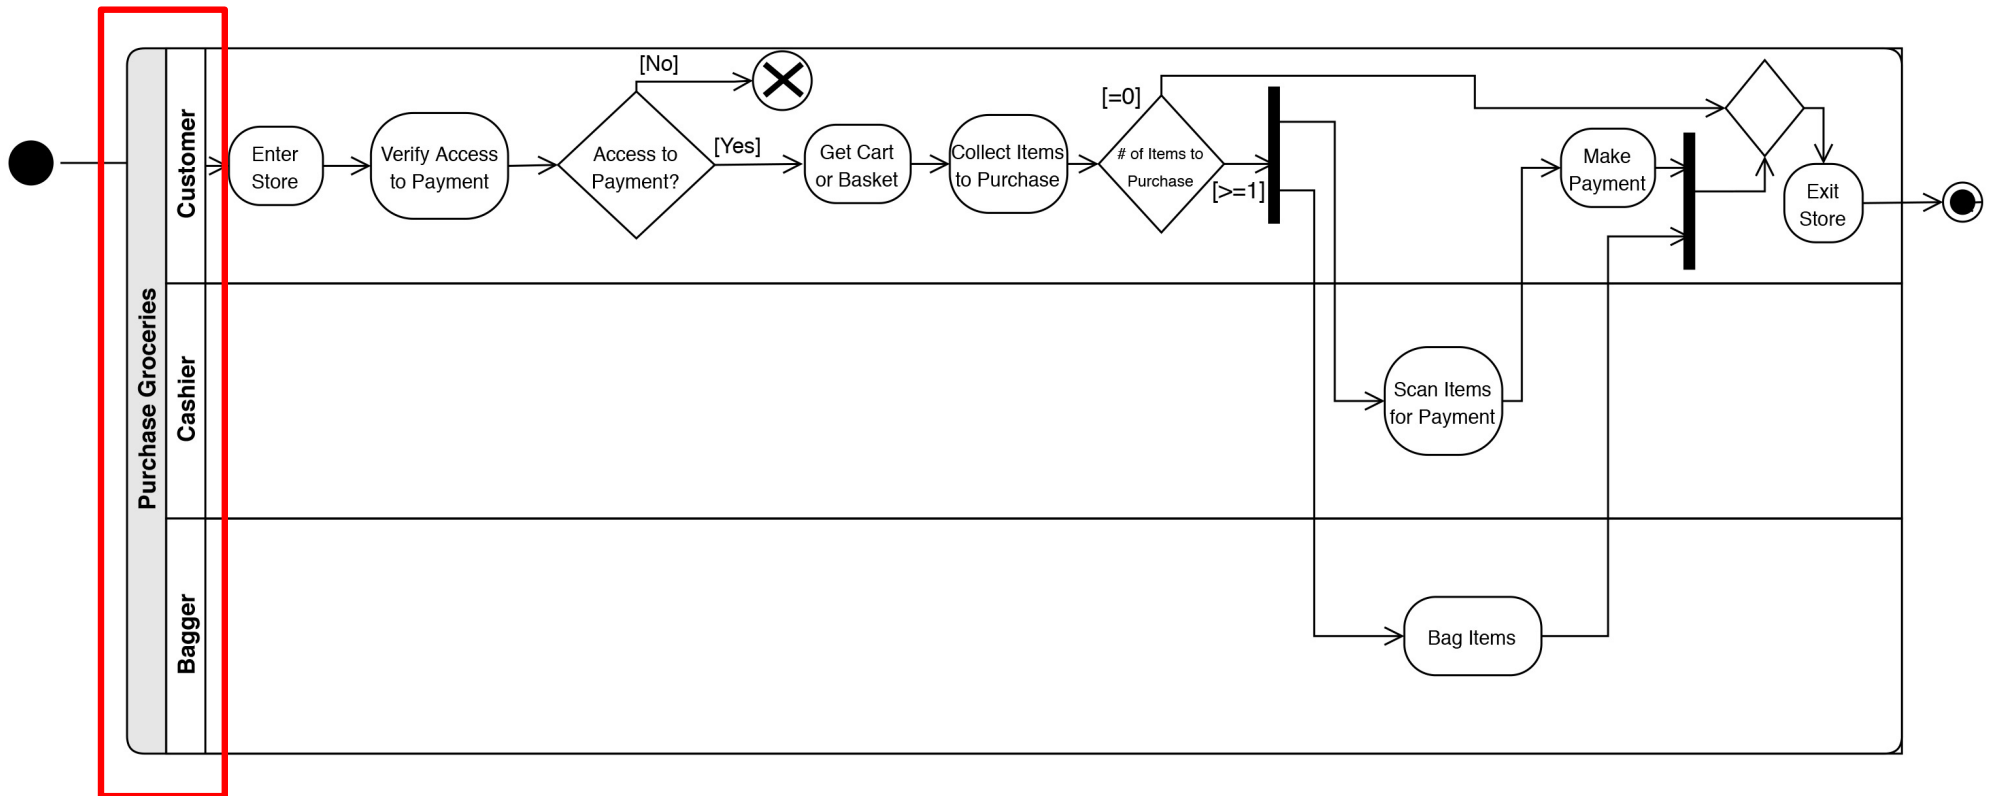 Purchase Groceries
Customer
Cashier
Bagger
Enter
Store
Verify Access
to Payment
Access to
Payment?
[No]
[Yes]
Get Cart
or Basket
Collect Items
to Purchase
# of Items to
Purchase
[=0]
[>=1]
Scan Items
for Payment
Bag Items
Make
Payment
Exit
Store